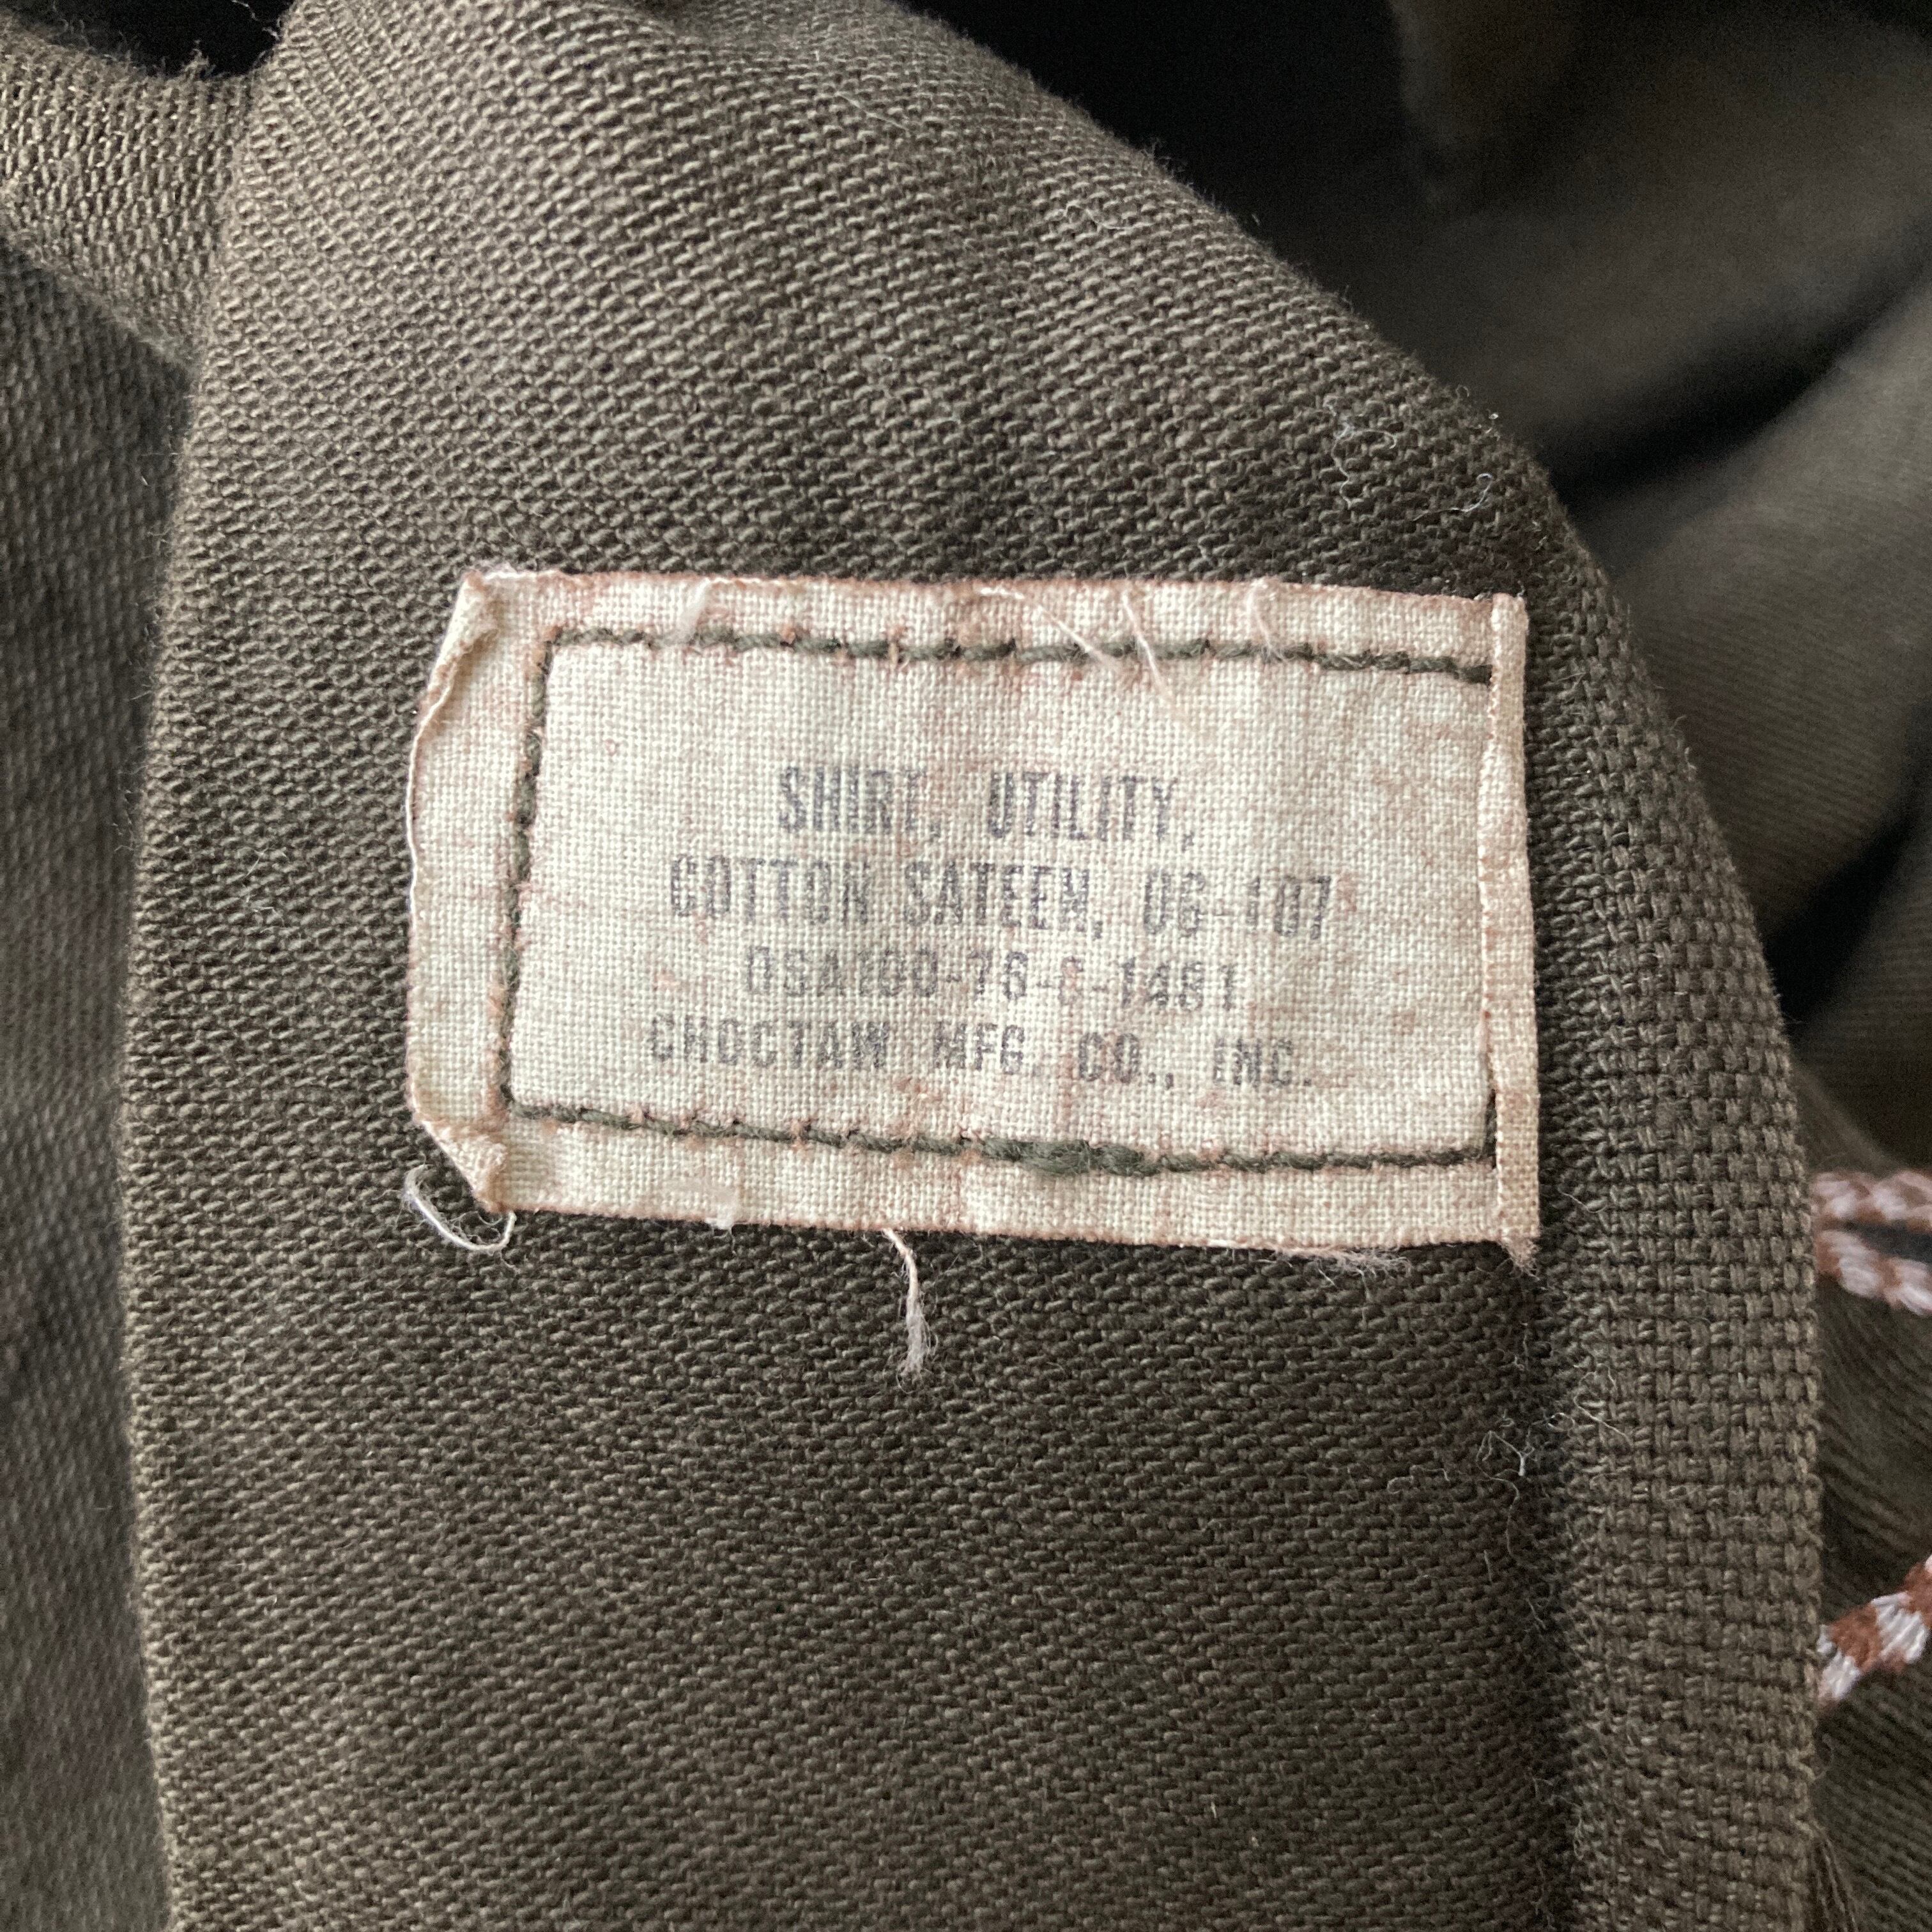 SHIRT, UTILITY,
COTTON SATEEN, OG-107
DSA100-76-C-1481
CHOCTAW MFG. CO., INC.